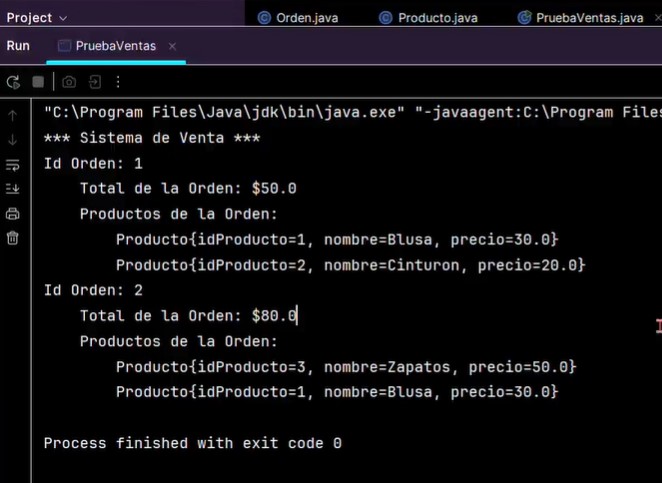 Project
Orden.java
Producto.java
PruebaVentas.java
Run
PruebaVentas
"C:\Program Files\Java\jdk\bin\java.exe" "-javaagent:C:\Program Files
*** Sistema de Venta ***
Id Orden: 1
    Total de la Orden: $50.0
    Productos de la Orden:
        Producto{idProducto=1, nombre=Blusa, precio=30.0}
        Producto{idProducto=2, nombre=Cinturon, precio=20.0}
Id Orden: 2
    Total de la Orden: $80.0
    Productos de la Orden:
        Producto{idProducto=3, nombre=Zapatos, precio=50.0}
        Producto{idProducto=1, nombre=Blusa, precio=30.0}
Process finished with exit code 0